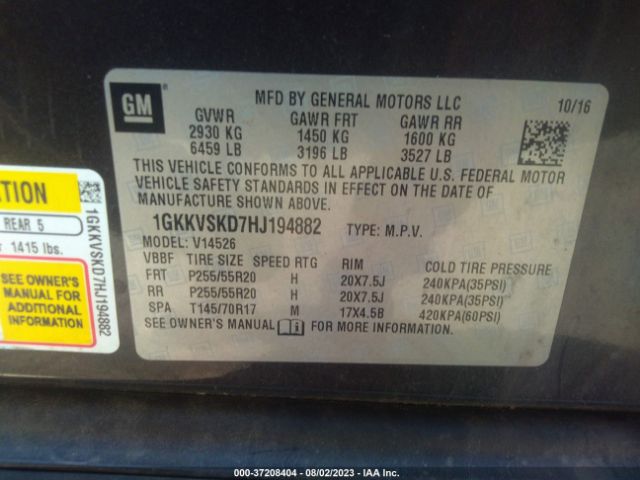 GM
MFD BY GENERAL MOTORS LLC 10/16
GVWR GAWR FRT GAWR RR
2930 KG 1450 KG 1600 KG
6459 LB 3196 LB 3527 LB
THIS VEHICLE CONFORMS TO ALL APPLICABLE U.S. FEDERAL MOTOR
VEHICLE SAFETY STANDARDS IN EFFECT ON THE DATE OF
MANUFACTURE SHOWN ABOVE.
1GKKVSKD7HJ194882 TYPE: M.P.V.
MODEL: V14526
VBBF TIRE SIZE SPEED RTG RIM COLD TIRE PRESSURE
FRT P255/55R20 H 20X7.5J 240KPA(35PSI)
RR P255/55R20 H 20X7.5J 240KPA(35PSI)
SPA T145/70R17 M 17X4.5B 420KPA(60PSI)
SEE OWNER'S MANUAL FOR MORE INFORMATION.
REAR 5
r 1415 lbs.
SEE OWNER'S
MANUAL FOR
ADDITIONAL
INFORMATION
1GKKVSKD7HJ194882
000-37208404 - 08/02/2023 - IAA Inc.